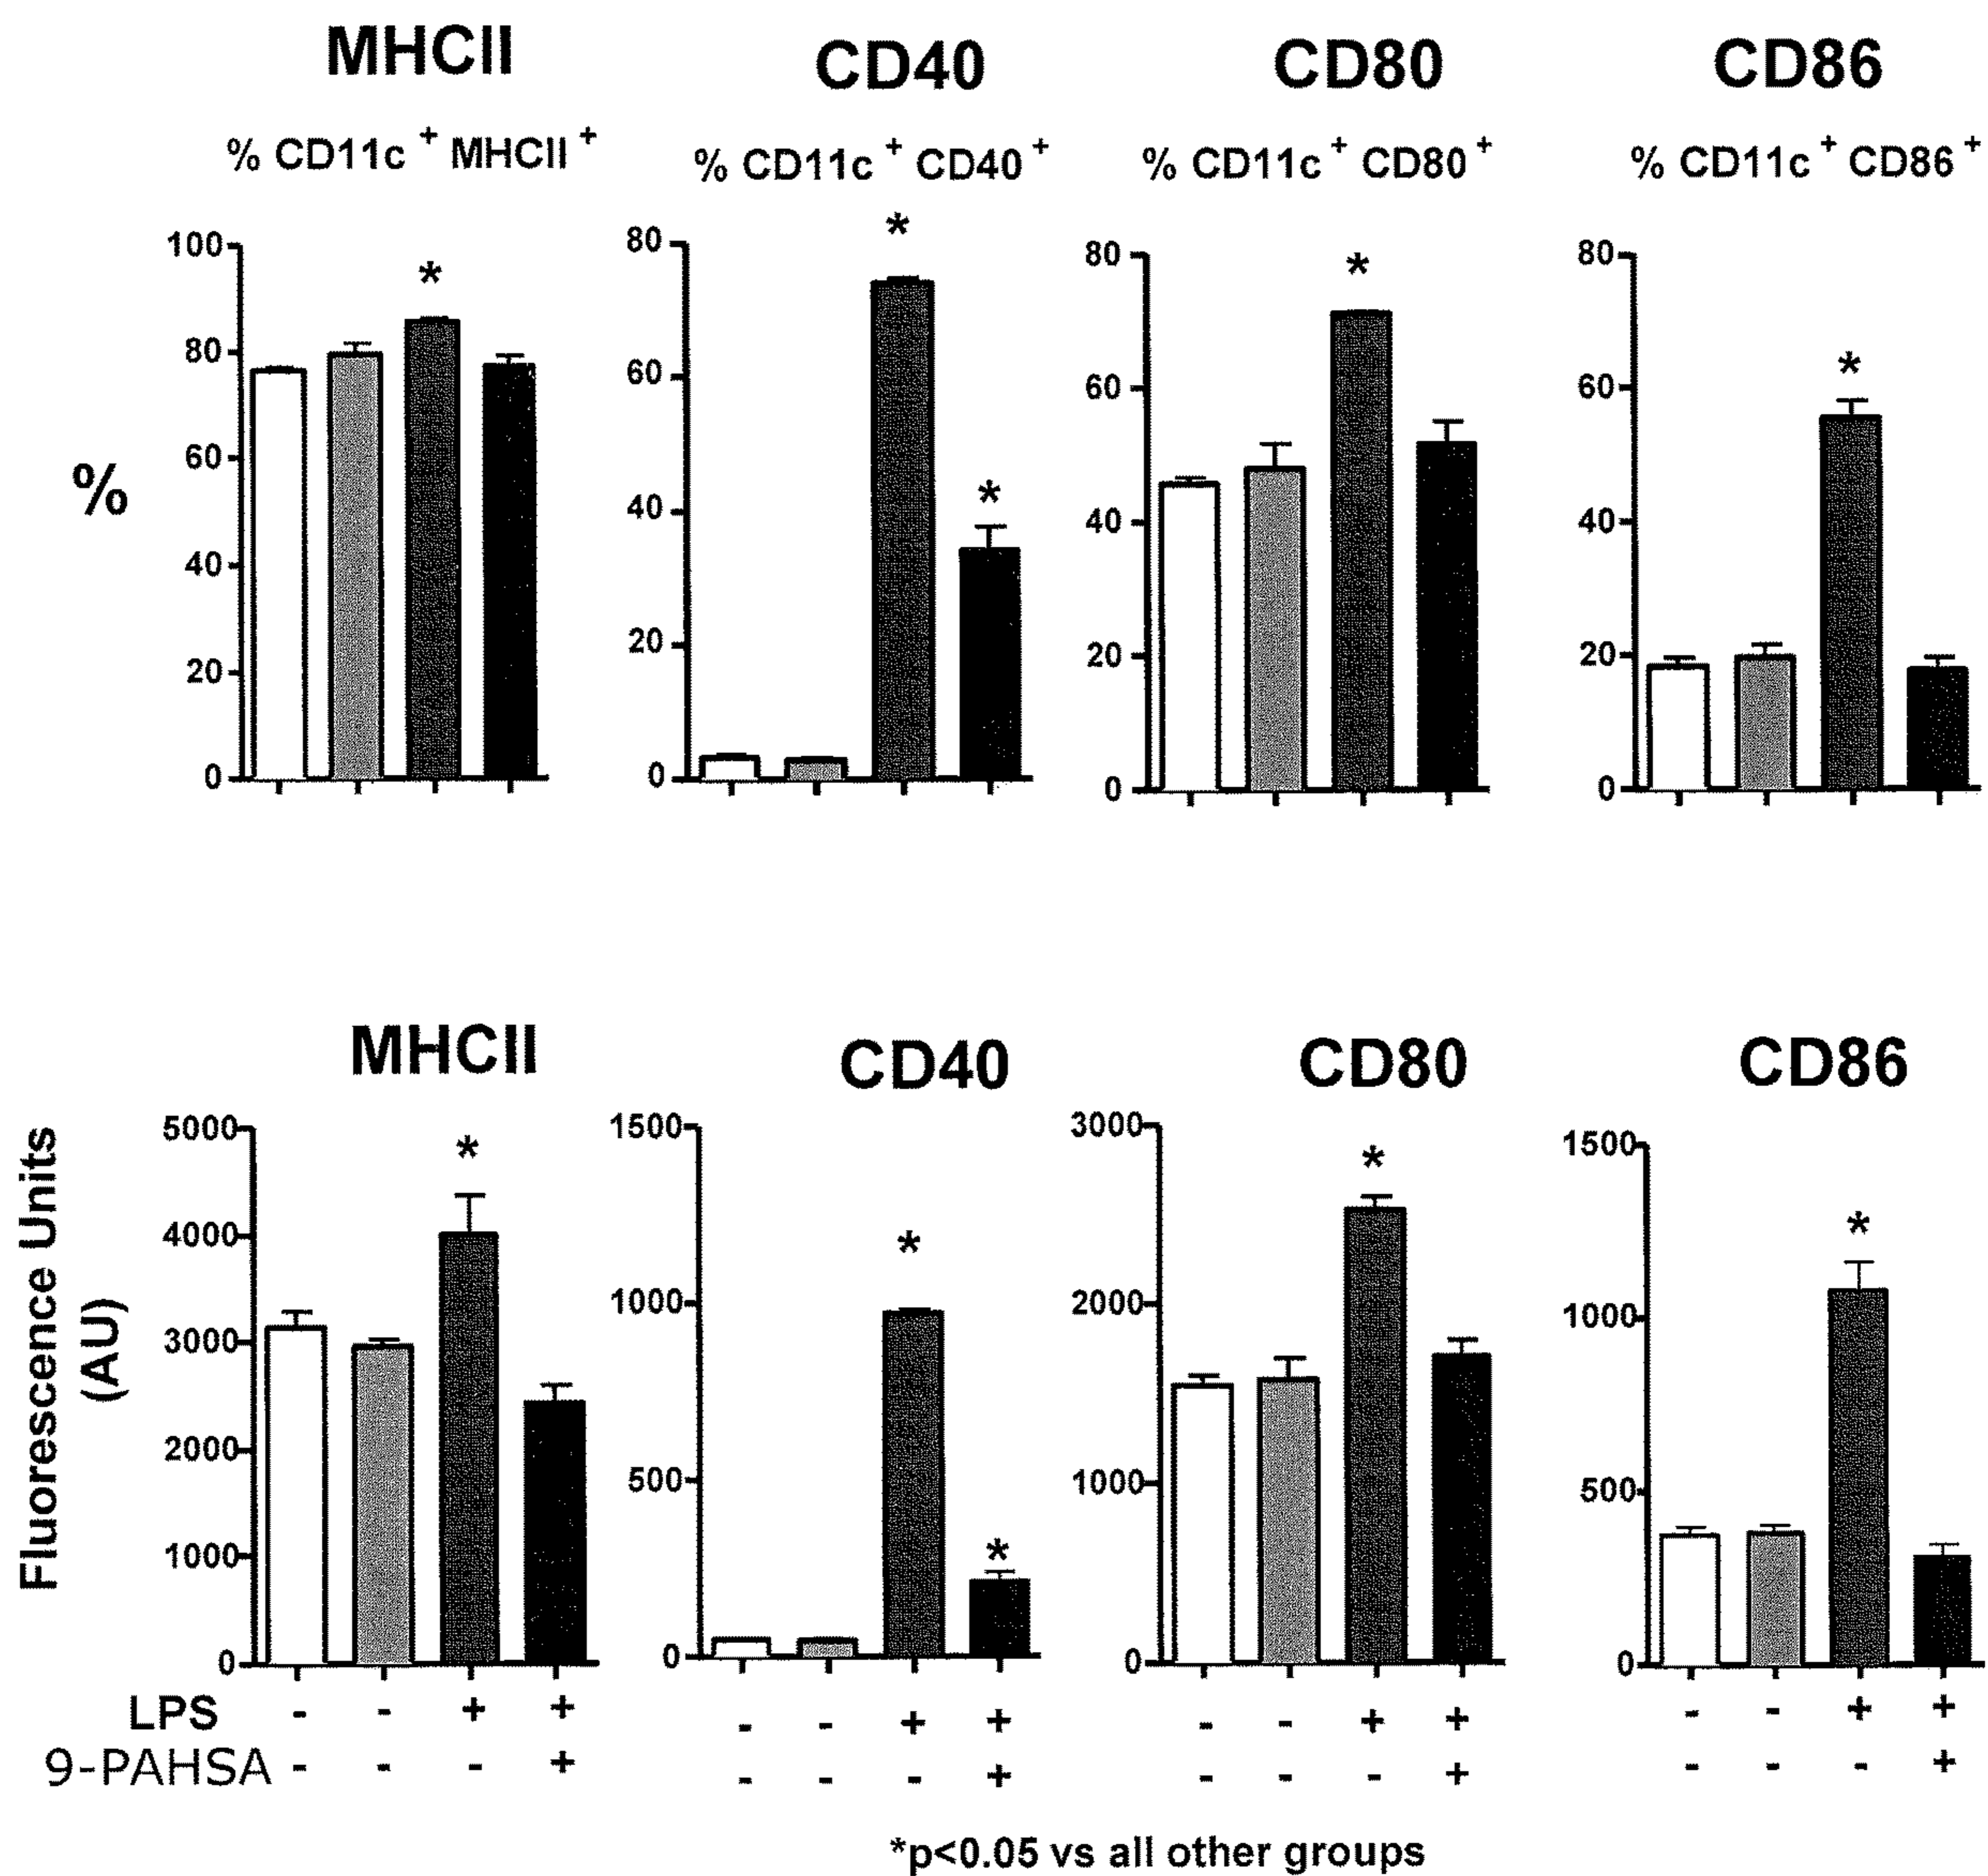 MHCII CD40 CD80 CD86
% CD11c + MHCII + % CD11c + CD40 + % CD11c + CD80 + % CD11c + CD86 +
* * * * *
%
100 80 60 40 20 0
80 60 40 20 0
80 60 40 20 0
80 60 40 20 0
MHCII CD40 CD80 CD86
* * * * *
Fluorescence Units
(AU)
5000 4000 3000 2000 1000 0
1500 1000 500 0
3000 2000 1000 0
1500 1000 500 0
LPS - - + + - - + + - - + + - - + +
9-PAHSA - - - + - - - + - - - + - - - +
*p<0.05 vs all other groups